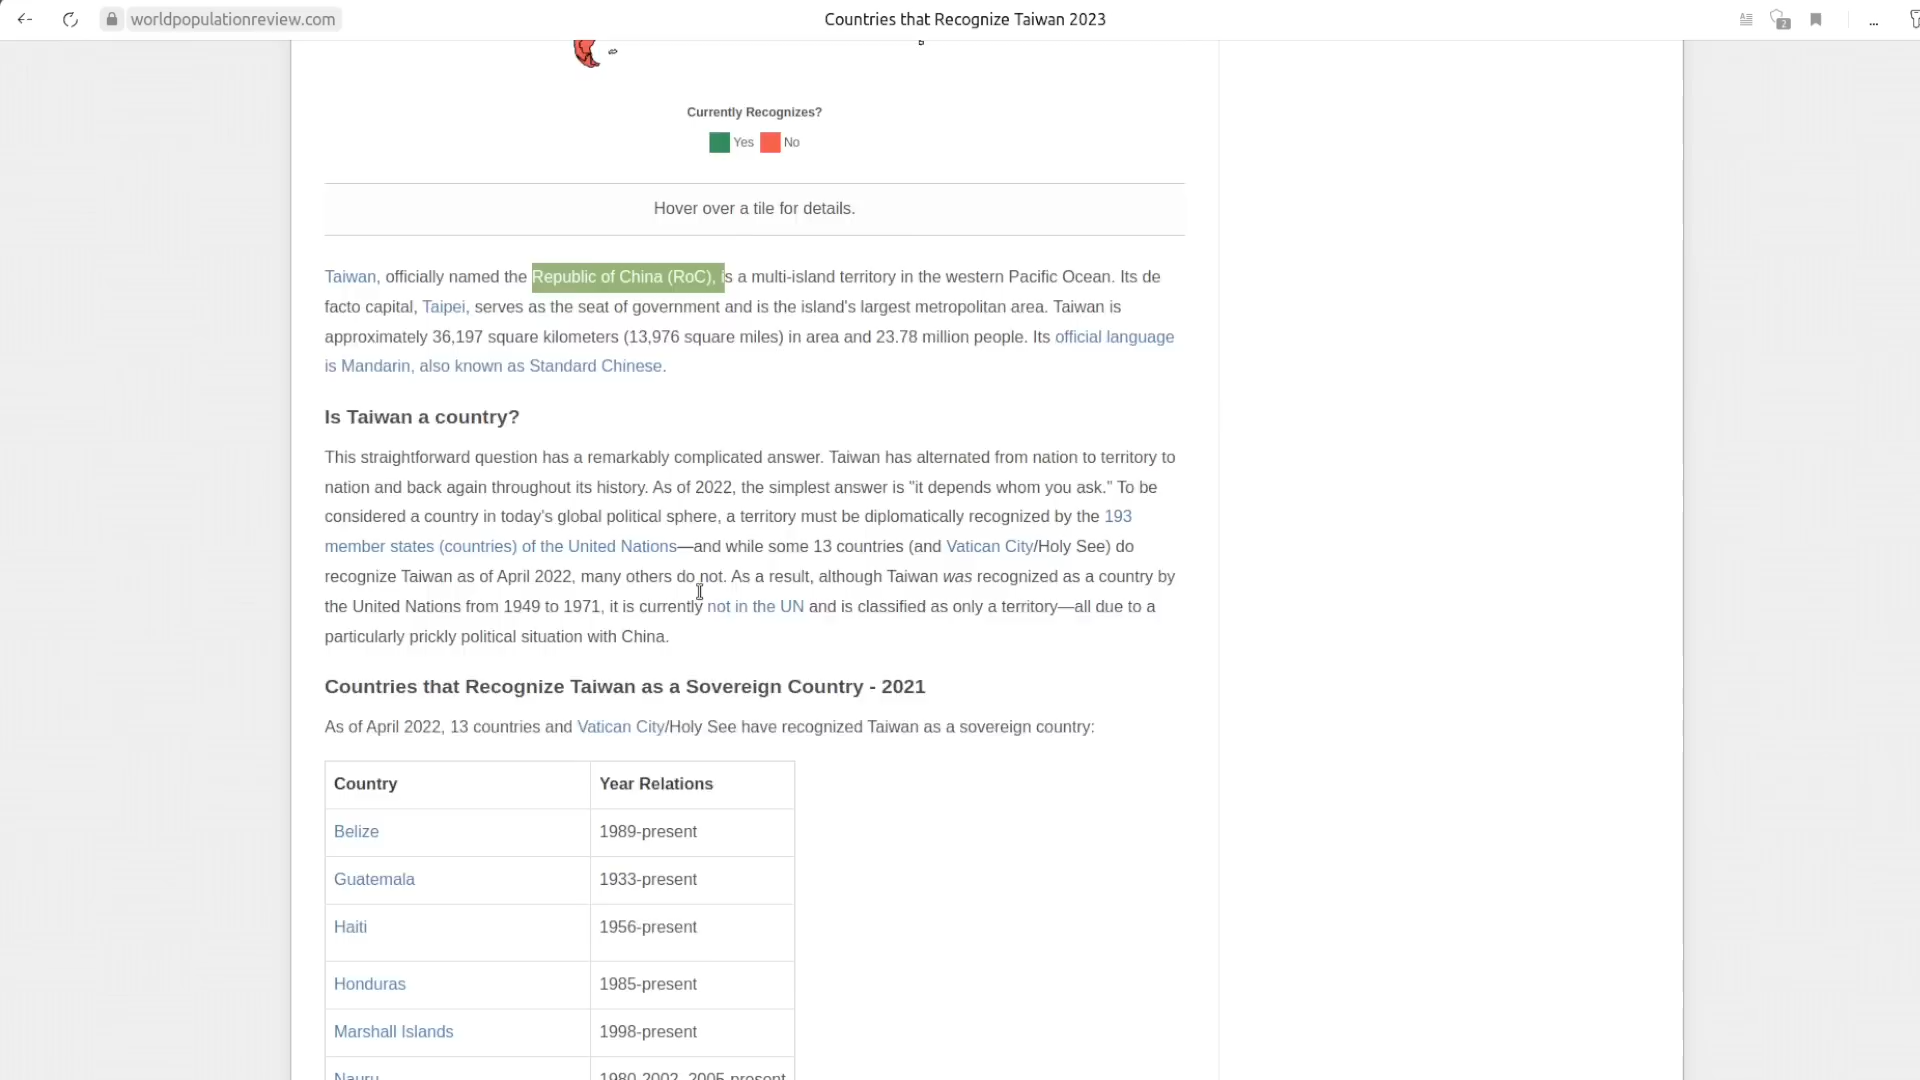 worldpopulationreview.com
Countries that Recognize Taiwan 2023
2
...
Currently Recognizes?
Yes No
Hover over a tile for details.
Taiwan, officially named the Republic of China (RoC), is a multi-island territory in the western Pacific Ocean. Its de
facto capital, Taipei, serves as the seat of government and is the island's largest metropolitan area. Taiwan is
approximately 36,197 square kilometers (13,976 square miles) in area and 23.78 million people. Its official language
is Mandarin, also known as Standard Chinese.
Is Taiwan a country?
This straightforward question has a remarkably complicated answer. Taiwan has alternated from nation to territory to
nation and back again throughout its history. As of 2022, the simplest answer is "it depends whom you ask." To be
considered a country in today's global political sphere, a territory must be diplomatically recognized by the 193
member states (countries) of the United Nations—and while some 13 countries (and Vatican City/Holy See) do
recognize Taiwan as of April 2022, many others do not. As a result, although Taiwan was recognized as a country by
the United Nations from 1949 to 1971, it is currently not in the UN and is classified as only a territory—all due to a
particularly prickly political situation with China.
Countries that Recognize Taiwan as a Sovereign Country - 2021
As of April 2022, 13 countries and Vatican City/Holy See have recognized Taiwan as a sovereign country:
Country Year Relations
Belize 1989-present
Guatemala 1933-present
Haiti 1956-present
Honduras 1985-present
Marshall Islands 1998-present
Nauru 1980-2002, 2005-present